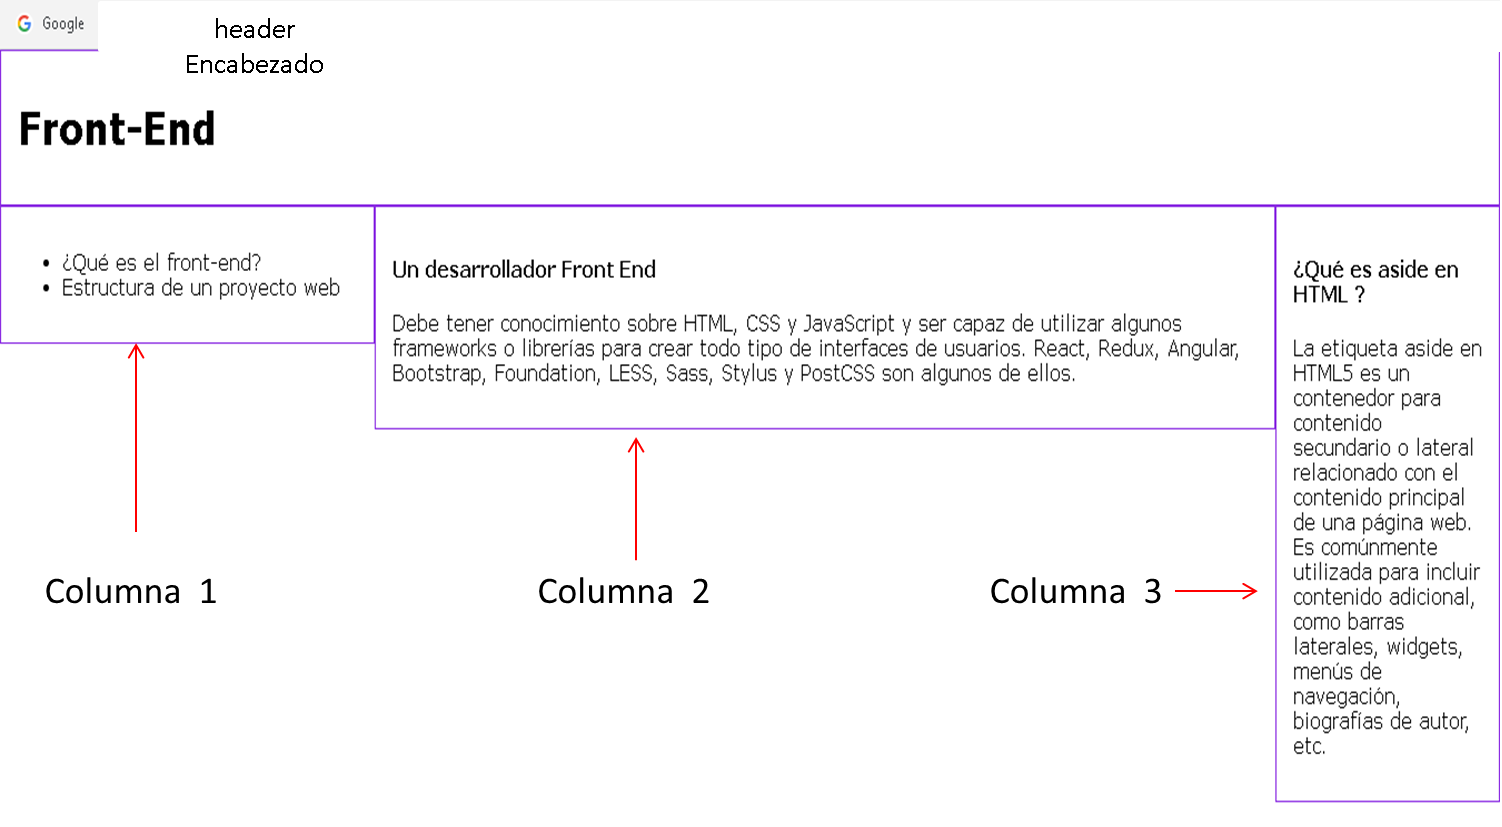 Google
header
Encabezado
Front-End
• ¿Qué es el front-end?
• Estructura de un proyecto web
Un desarrollador Front End
Debe tener conocimiento sobre HTML, CSS y JavaScript y ser capaz de utilizar algunos
frameworks o librerías para crear todo tipo de interfaces de usuarios. React, Redux, Angular,
Bootstrap, Foundation, LESS, Sass, Stylus y PostCSS son algunos de ellos.
¿Qué es aside en
HTML ?
La etiqueta aside en
HTML5 es un
contenedor para
contenido
secundario o lateral
relacionado con el
contenido principal
de una página web.
Es comúnmente
utilizada para incluir
contenido adicional,
como barras
laterales, widgets,
menús de
navegación,
biografías de autor,
etc.
Columna 1
Columna 2
Columna 3